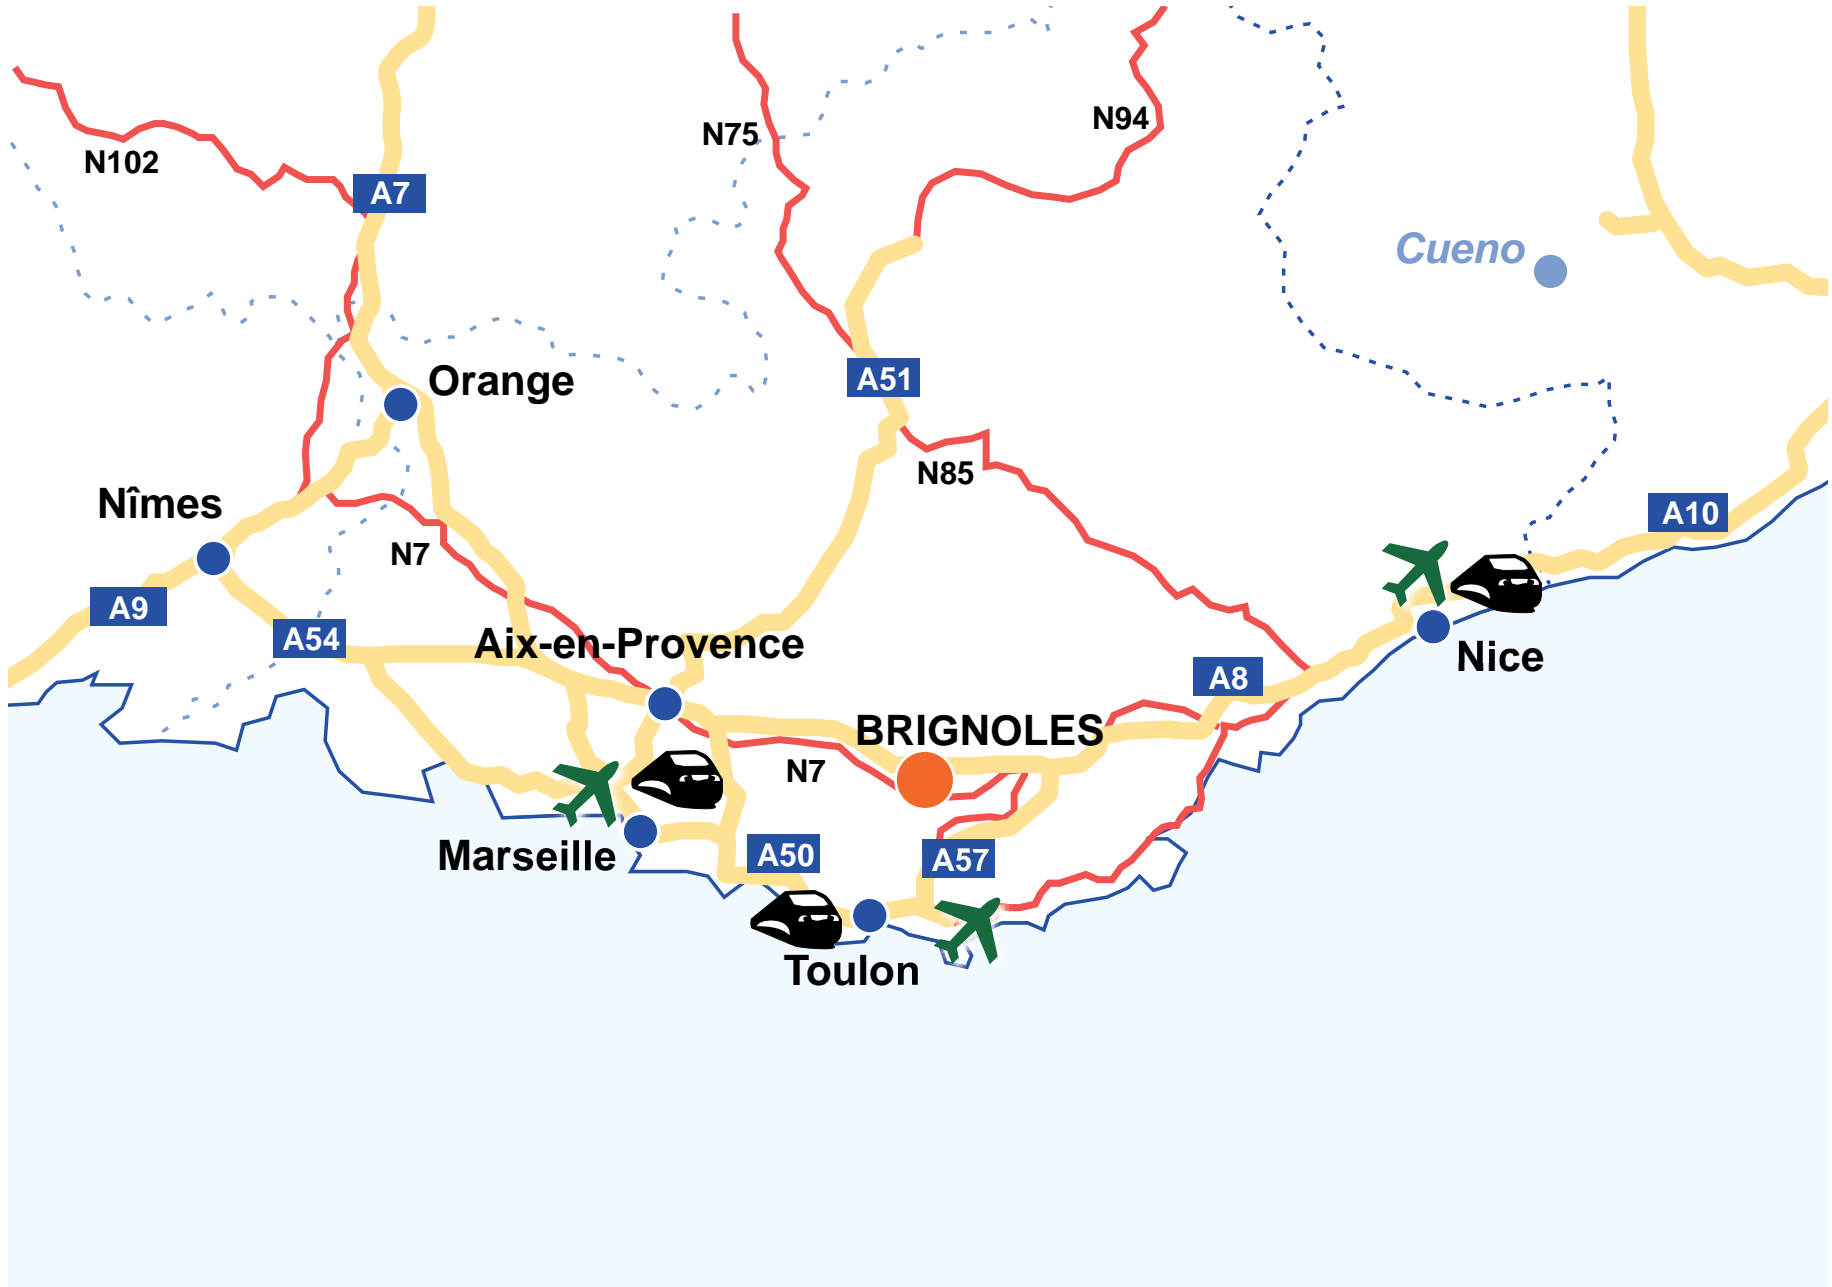 N75
N94
N102
A7
Cueno
Orange
A51
N85
Nîmes
A10
N7
A9
A54
Aix-en-Provence
Nice
A8
BRIGNOLES
N7
Marseille
A50
A57
Toulon